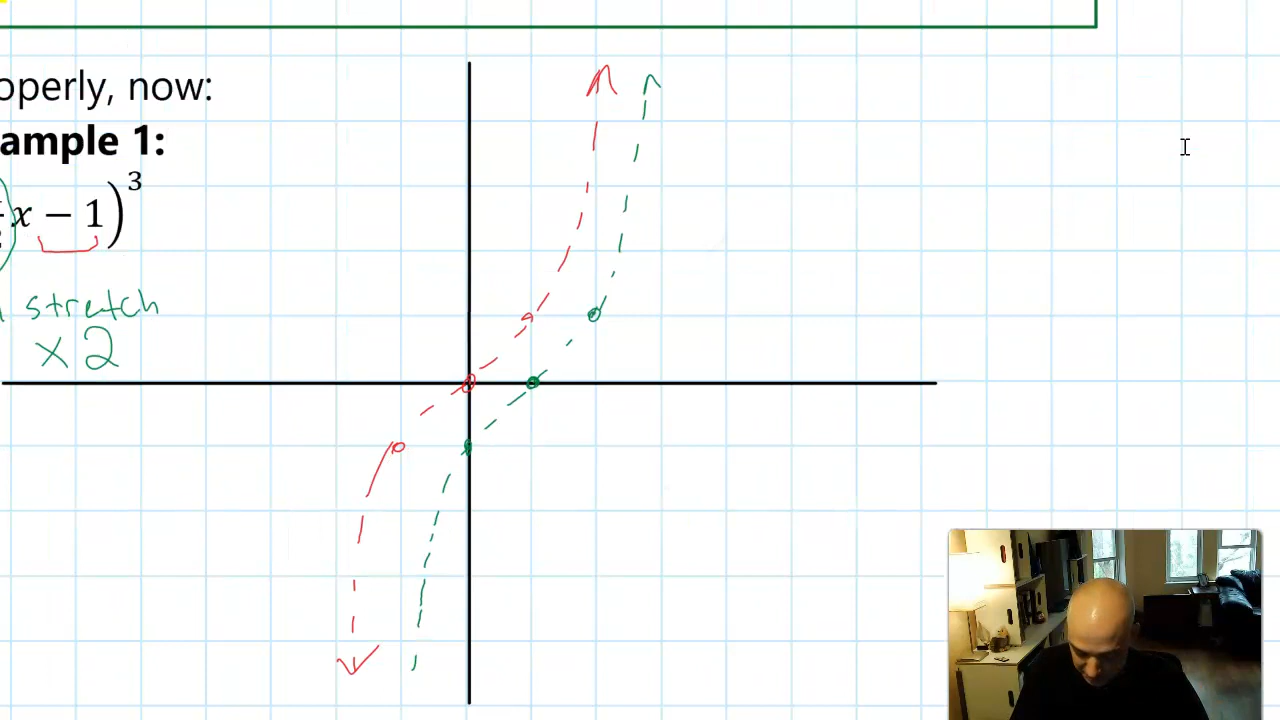 operly, now:
ample 1:
x − 1)³
stretch
× 2